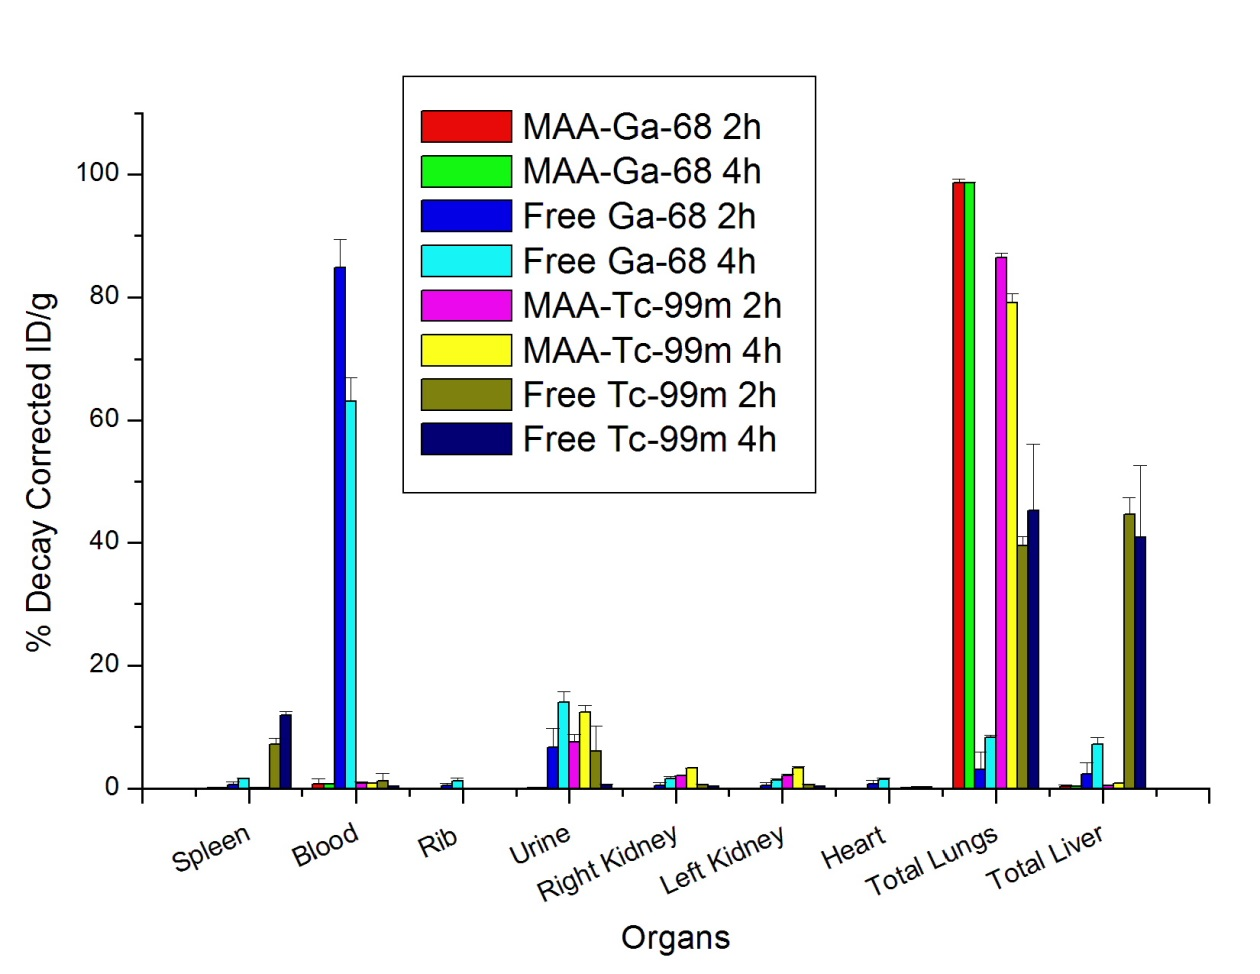 MAA-Ga-68 2h
MAA-Ga-68 4h
Free Ga-68 2h
Free Ga-68 4h
MAA-Tc-99m 2h
MAA-Tc-99m 4h
Free Tc-99m 2h
Free Tc-99m 4h
% Decay Corrected ID/g
100
80
60
40
20
0
Spleen
Blood
Rib
Urine
Right Kidney
Left Kidney
Heart
Total Lungs
Total Liver
Organs